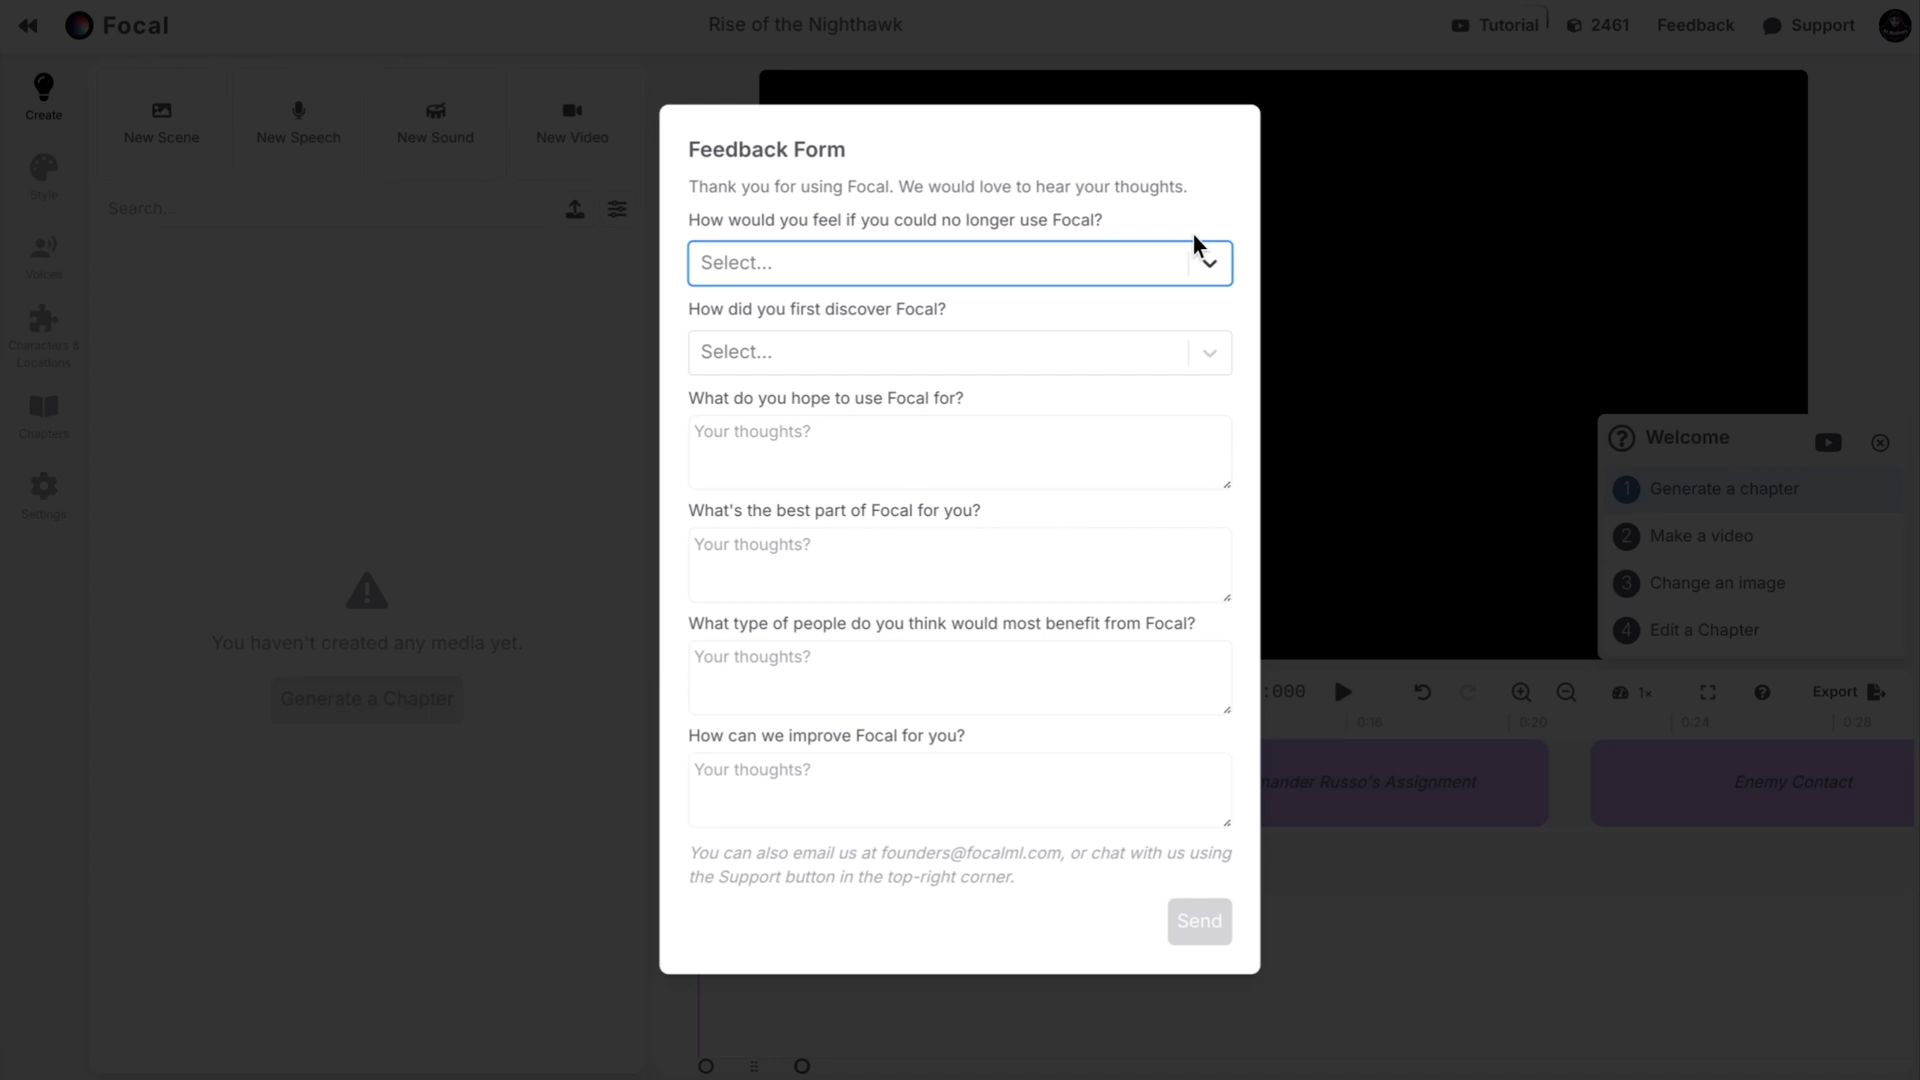 Focal
Rise of the Nighthawk
Tutorial
2461
Feedback
Support
Create
Style
Voices
Characters &
Locations
Chapters
Settings
New Scene
New Speech
New Sound
New Video
Search...
You haven't created any media yet.
Generate a Chapter
Feedback Form
Thank you for using Focal. We would love to hear your thoughts.
How would you feel if you could no longer use Focal?
Select...
How did you first discover Focal?
Select...
What do you hope to use Focal for?
Your thoughts?
What's the best part of Focal for you?
Your thoughts?
What type of people do you think would most benefit from Focal?
Your thoughts?
How can we improve Focal for you?
Your thoughts?
You can also email us at founders@focalml.com, or chat with us using
the Support button in the top-right corner.
Send
Welcome
1 Generate a chapter
2 Make a video
3 Change an image
4 Edit a Chapter
:000
1x
Export
0:16
0:20
0:24
0:28
nander Russo's Assignment
Enemy Contact